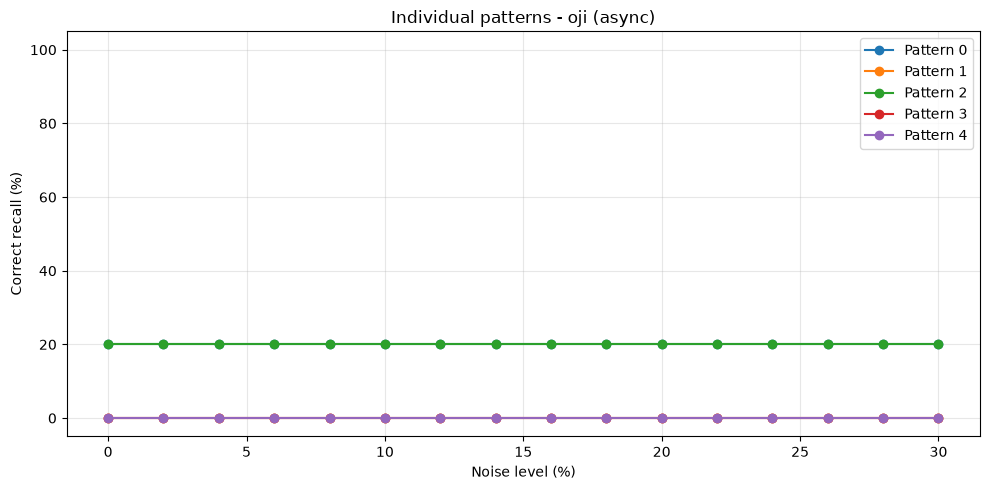 Individual patterns - oji (async)
Pattern 0
Pattern 1
Pattern 2
Pattern 3
Pattern 4
Correct recall (%)
100
80
60
40
20
0
0 5 10 15 20 25 30
Noise level (%)